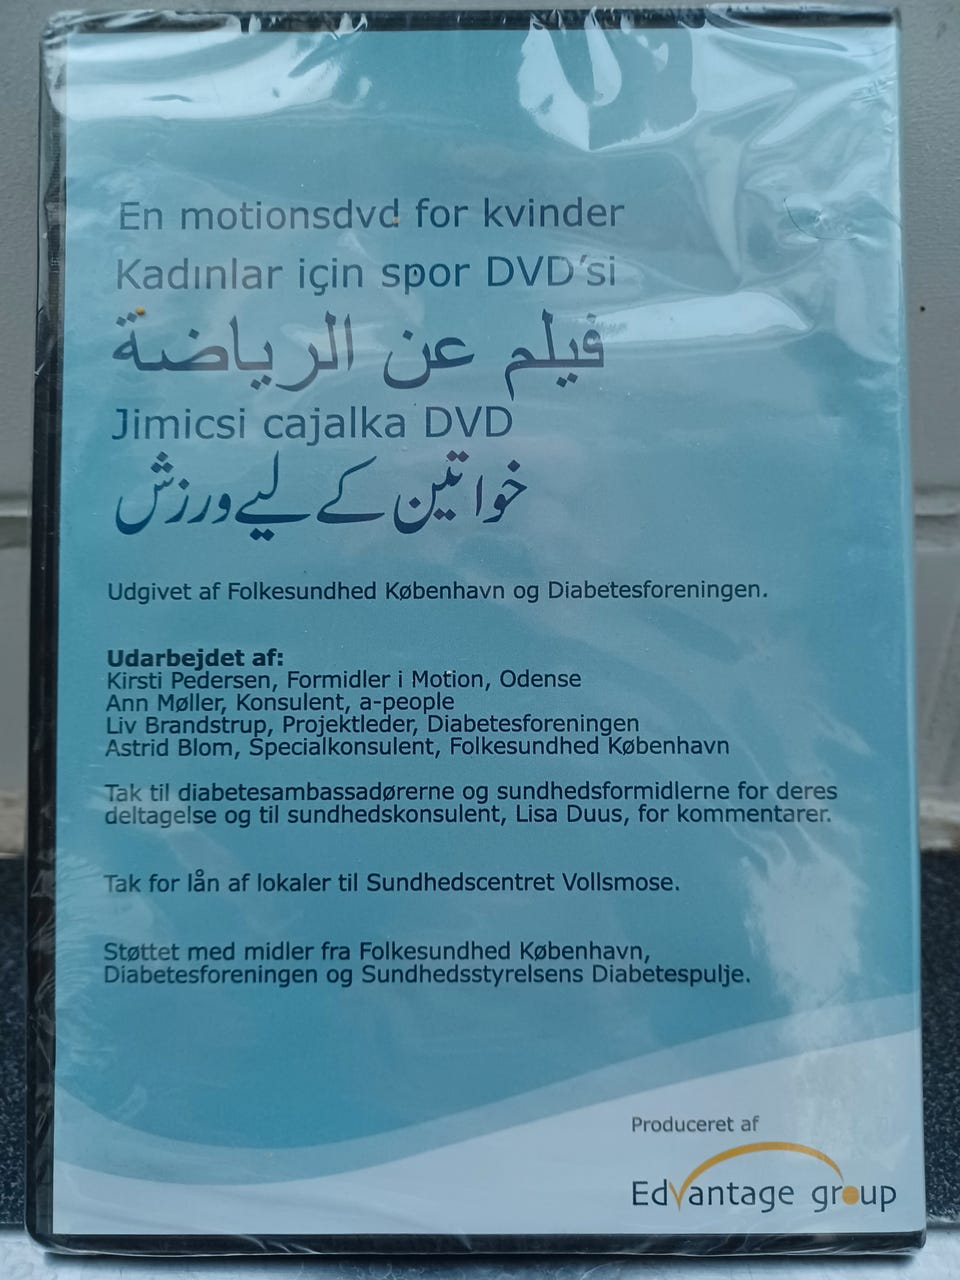 En motionsdvd for kvinder
Kadınlar için spor DVD'si
فيلم عن الرياضة
Jimicsi cajalka DVD
خواتین کے لیے ورزش
Udgivet af Folkesundhed København og Diabetesforeningen.
Udarbejdet af:
Kirsti Pedersen, Formidler i Motion, Odense
Ann Møller, Konsulent, a-people
Liv Brandstrup, Projektleder, Diabetesforeningen
Astrid Blom, Specialkonsulent, Folkesundhed København
Tak til diabetesambassadørerne og sundhedsformidlerne for deres
deltagelse og til sundhedskonsulent, Lisa Duus, for kommentarer.
Tak for lån af lokaler til Sundhedscentret Vollsmose.
Støttet med midler fra Folkesundhed København,
Diabetesforeningen og Sundhedsstyrelsens Diabetespulje.
Produceret af
EdVantage group